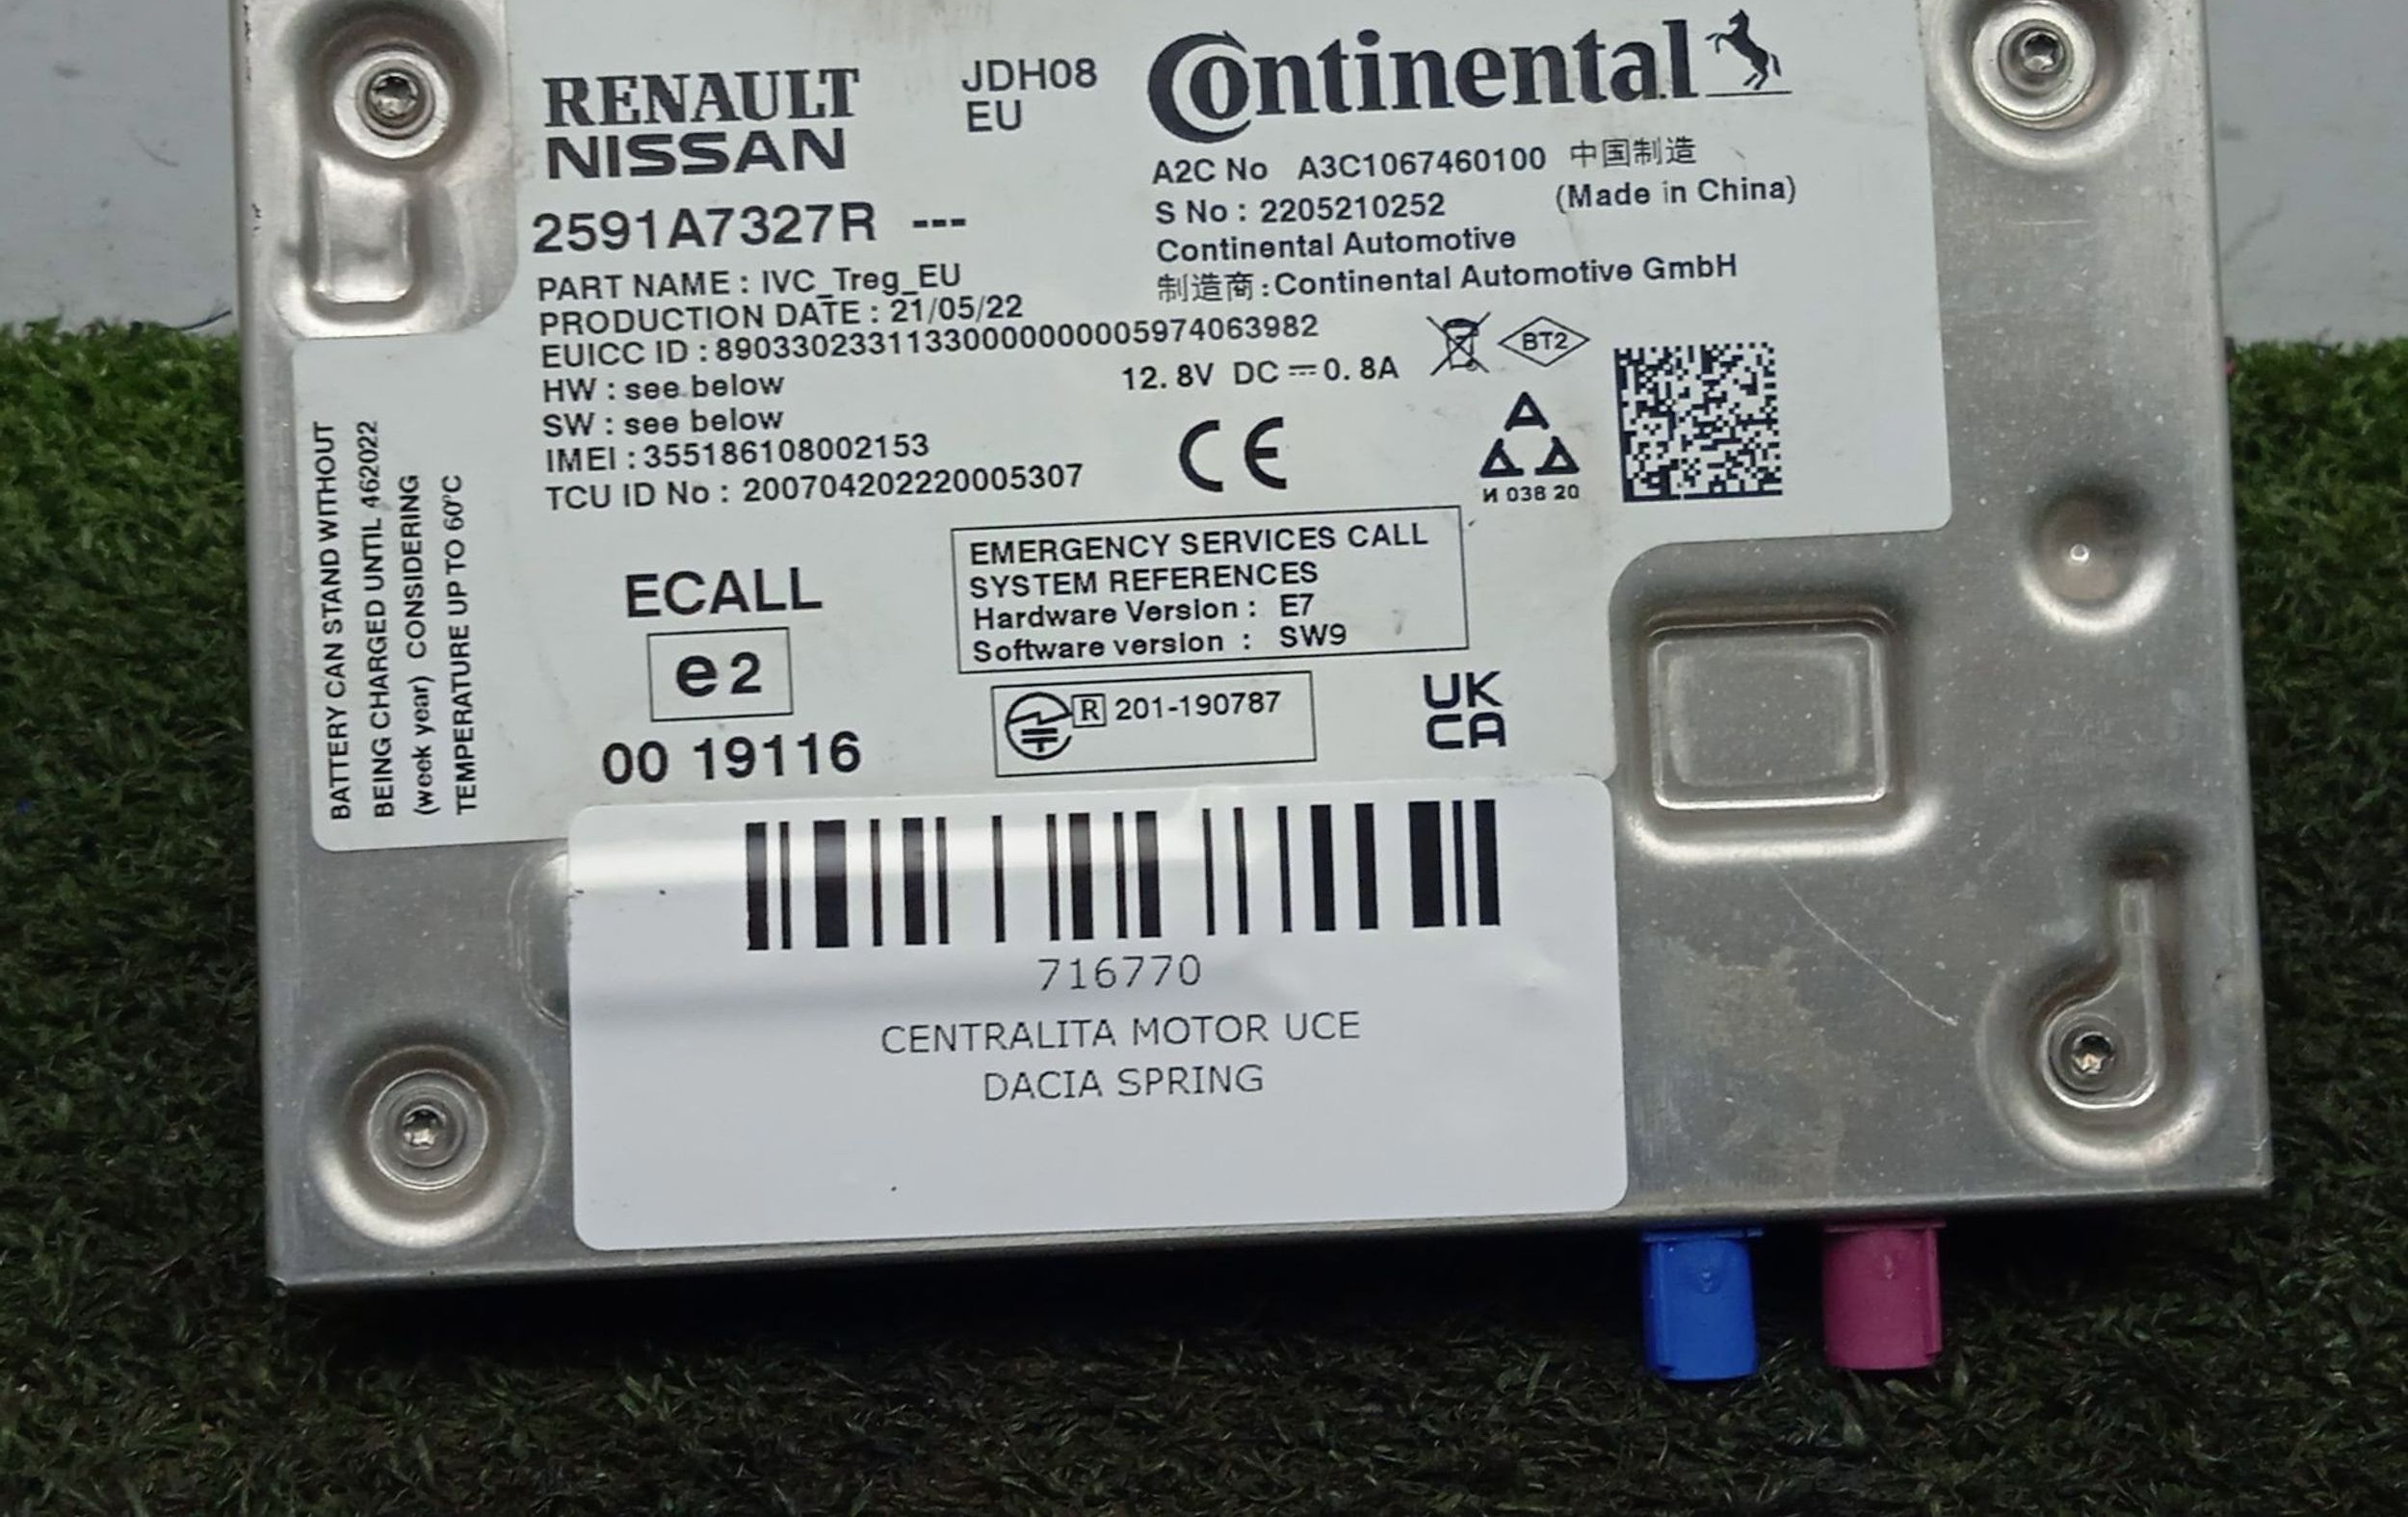 RENAULT
NISSAN
JDH08
EU
Continental
2591A7327R ---
A2C No A3C1067460100 中国制造
S No : 2205210252 (Made in China)
Continental Automotive
制造商:Continental Automotive GmbH
PART NAME : IVC_Treg_EU
PRODUCTION DATE : 21/05/22
EUICC ID : 89033023311330000000005974063982
HW : see below
SW : see below
IMEI : 355186108002153
TCU ID No : 200704202220005307
12.8V DC 0.8A
BT2
CE
A
И 038 20
BATTERY CAN STAND WITHOUT
BEING CHARGED UNTIL 462022
(week year) CONSIDERING
TEMPERATURE UP TO 60°C
ECALL
e2
00 19116
EMERGENCY SERVICES CALL
SYSTEM REFERENCES
Hardware Version : E7
Software version : SW9
R 201-190787
UK
CA
716770
CENTRALITA MOTOR UCE
DACIA SPRING